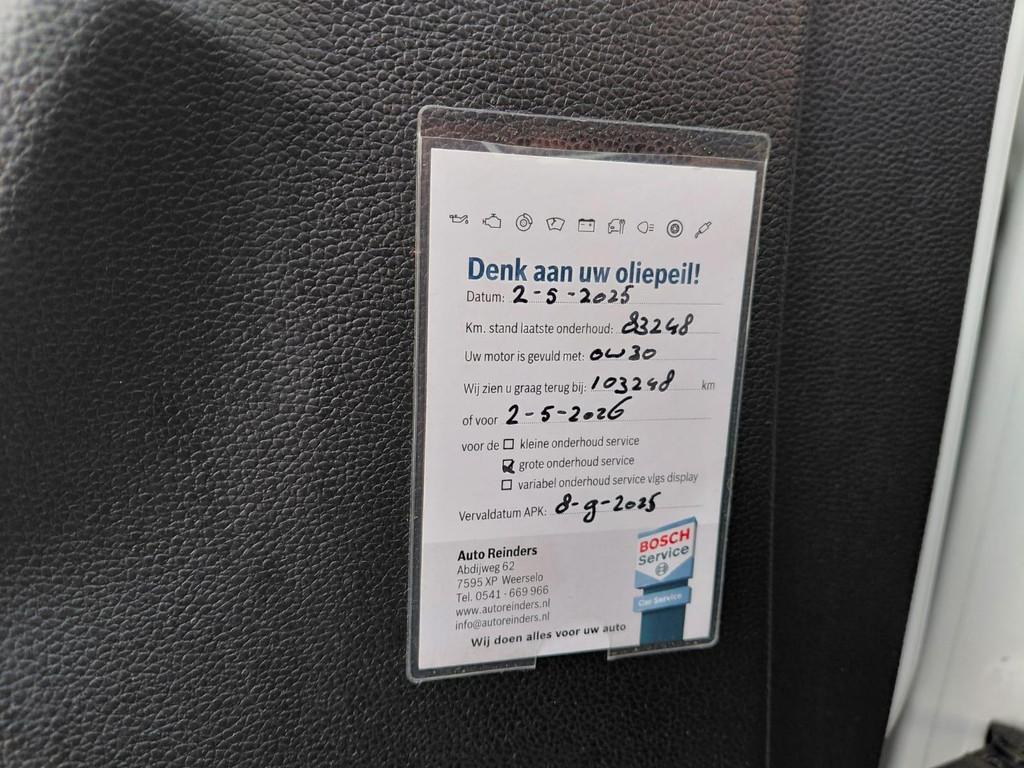 Denk aan uw oliepeil!
Datum: 2-5-2025
Km. stand laatste onderhoud: 83248
Uw motor is gevuld met: 0W30
Wij zien u graag terug bij: 103248 km
of voor 2-5-2026
voor de ☐ kleine onderhoud service
☑ grote onderhoud service
☐ variabel onderhoud service vlgs display
Vervaldatum APK: 8-9-2025
Auto Reinders
Abdijweg 62
7595 XP Weerselo
Tel. 0541 - 669 966
www.autoreinders.nl
info@autoreinders.nl
Wij doen alles voor uw auto
BOSCH
Service
Car Service